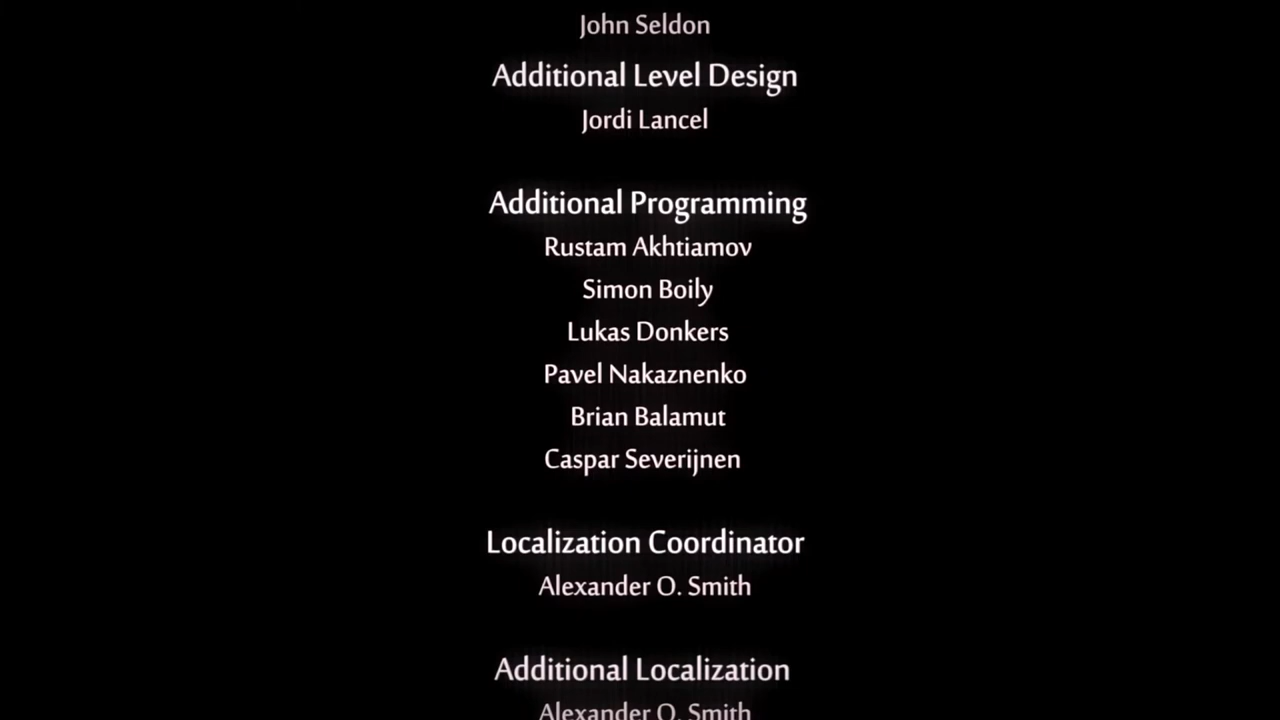 John Seldon
Additional Level Design
Jordi Lancel
Additional Programming
Rustam Akhtiamov
Simon Boily
Lukas Donkers
Pavel Nakaznenko
Brian Balamut
Caspar Severijnen
Localization Coordinator
Alexander O. Smith
Additional Localization
Alexander O. Smith